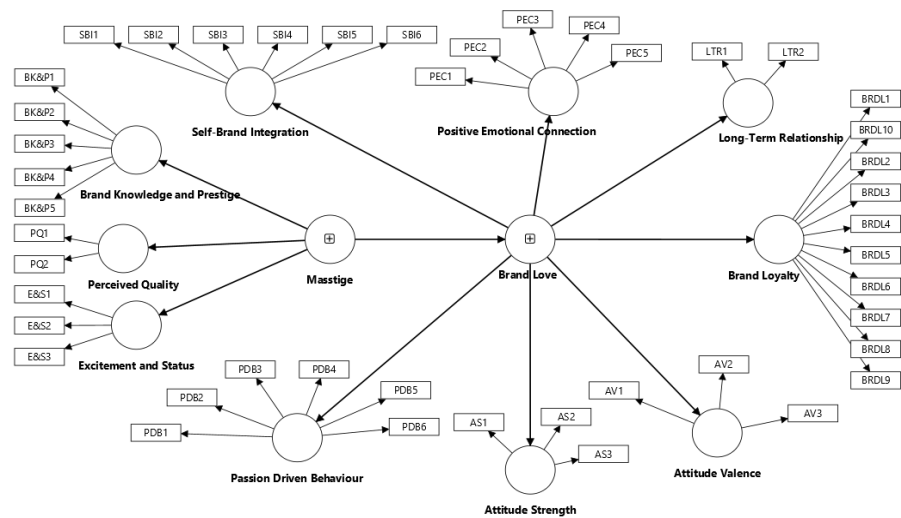 SBI1
SBI2
SBI3
SBI4
SBI5
SBI6
Self-Brand Integration
PEC1
PEC2
PEC3
PEC4
PEC5
Positive Emotional Connection
LTR1
LTR2
Long-Term Relationship
BK&P1
BK&P2
BK&P3
BK&P4
BK&P5
Brand Knowledge and Prestige
PQ1
PQ2
Perceived Quality
E&S1
E&S2
E&S3
Excitement and Status
Masstige
Brand Love
BRDL1
BRDL10
BRDL2
BRDL3
BRDL4
BRDL5
BRDL6
BRDL7
BRDL8
BRDL9
Brand Loyalty
PDB1
PDB2
PDB3
PDB4
PDB5
PDB6
Passion Driven Behaviour
AS1
AS2
AS3
Attitude Strength
AV1
AV2
AV3
Attitude Valence